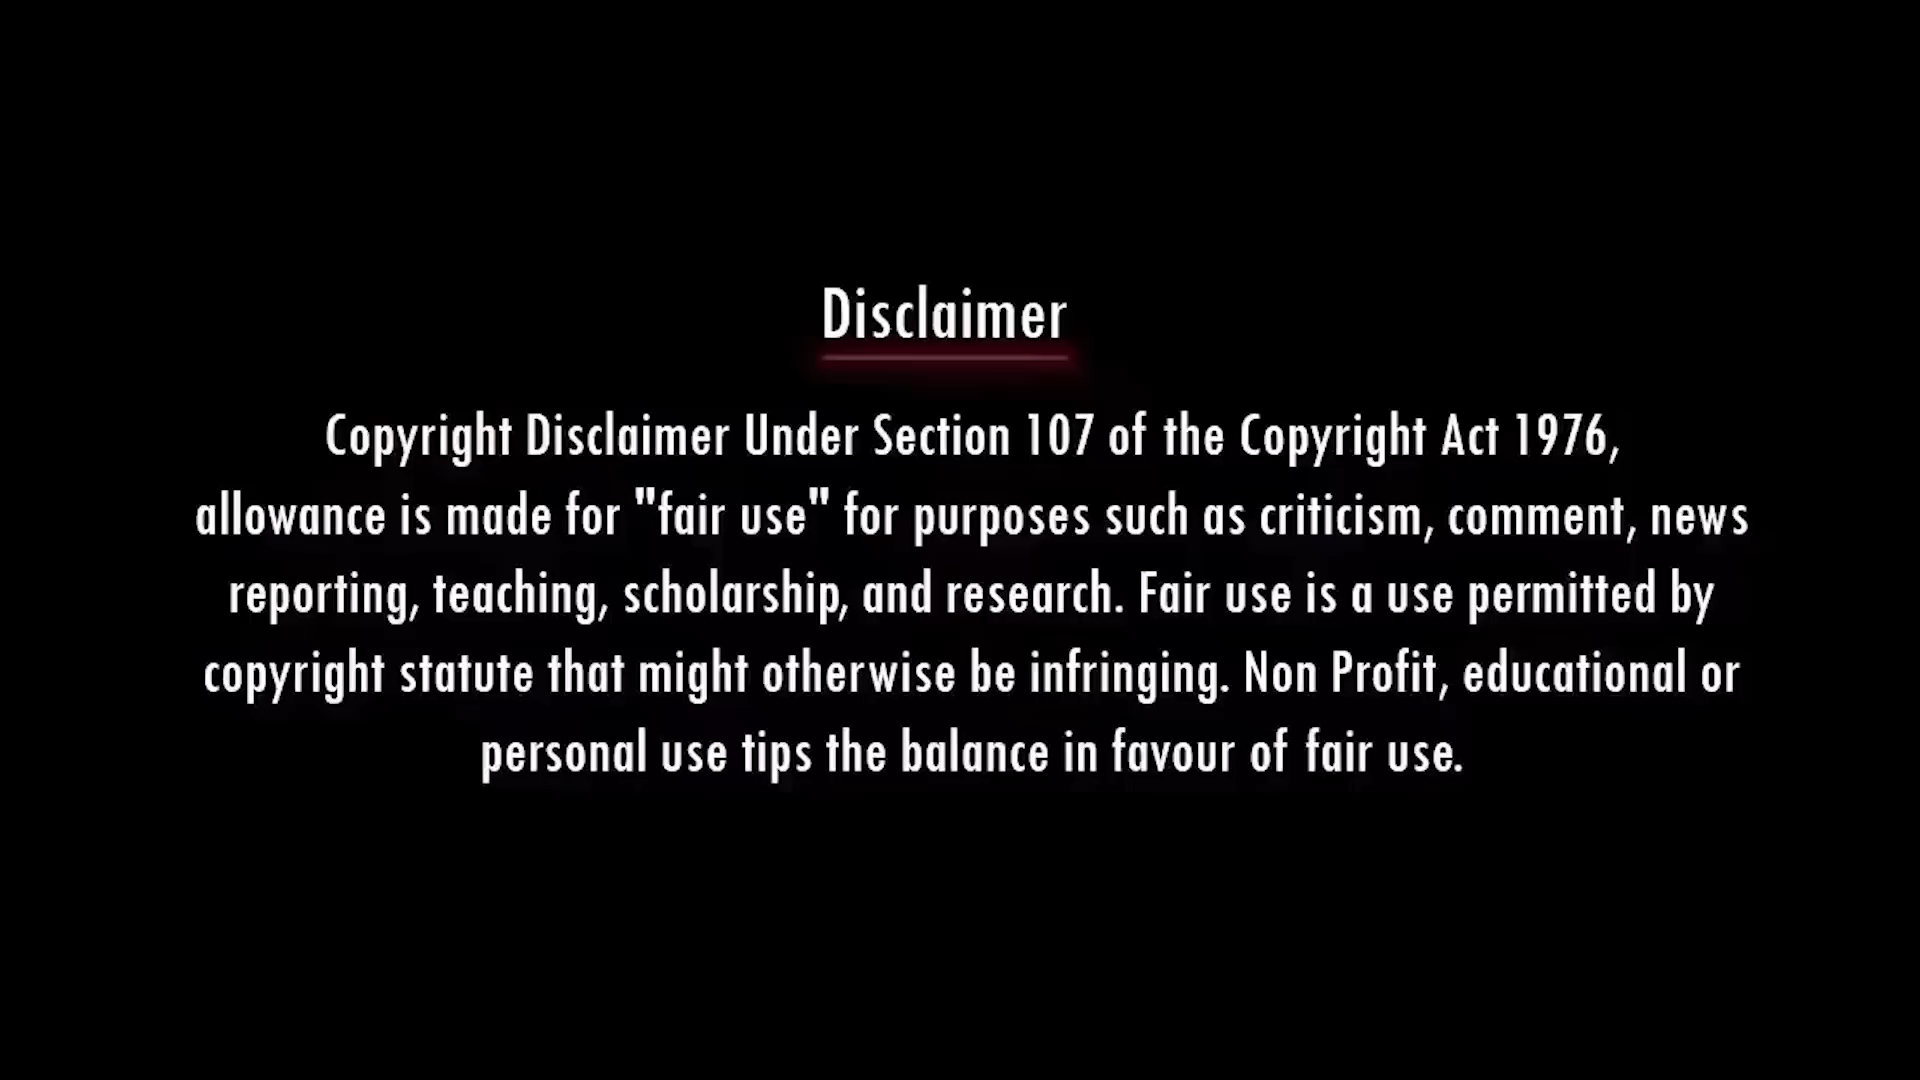 Disclaimer
Copyright Disclaimer Under Section 107 of the Copyright Act 1976,
allowance is made for "fair use" for purposes such as criticism, comment, news
reporting, teaching, scholarship, and research. Fair use is a use permitted by
copyright statute that might otherwise be infringing. Non Profit, educational or
personal use tips the balance in favour of fair use.